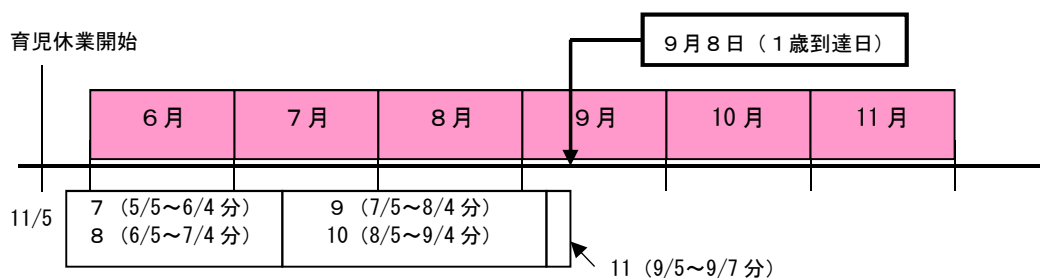 育児休業開始
９月８日（１歳到達日）
６月
７月
８月
９月
10月
11月
11/5
７（5/5～6/4 分）
８（6/5～7/4 分）
９（7/5～8/4 分）
10（8/5～9/4 分）
11（9/5～9/7 分）